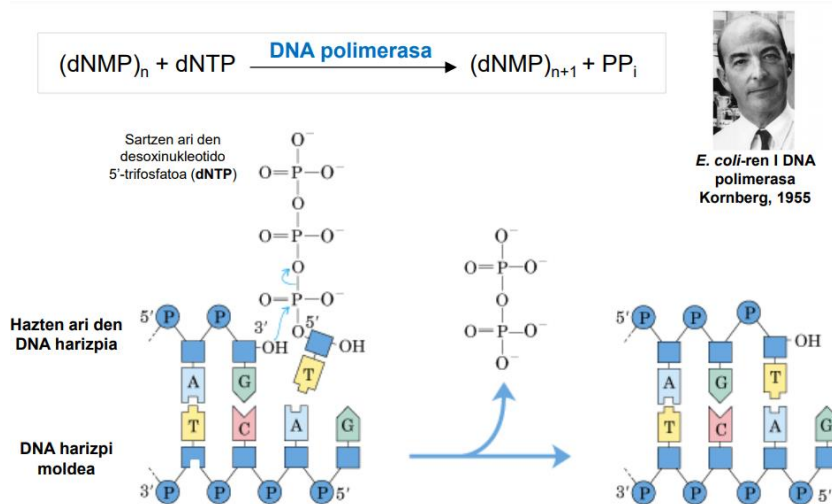 (dNMP)n + dNTP DNA polimerasa (dNMP)n+1 + PPi
Sartzen ari den
desoxinukleotido
5'-trifosfatoa (dNTP)
E. coli-ren I DNA
polimerasa
Kornberg, 1955
O–
O=P–O–
O
O=P–O–
O
O=P–O–
O 5'
O–
O=P–O–
O
O=P–O–
O–
Hazten ari den
DNA harizpia
5' P P
3'
OH
OH
A G T
T C A G
DNA harizpi
moldea
3' P P P P 5'
5' P P P
OH
A G T
T C A G
3' P P P P 5'